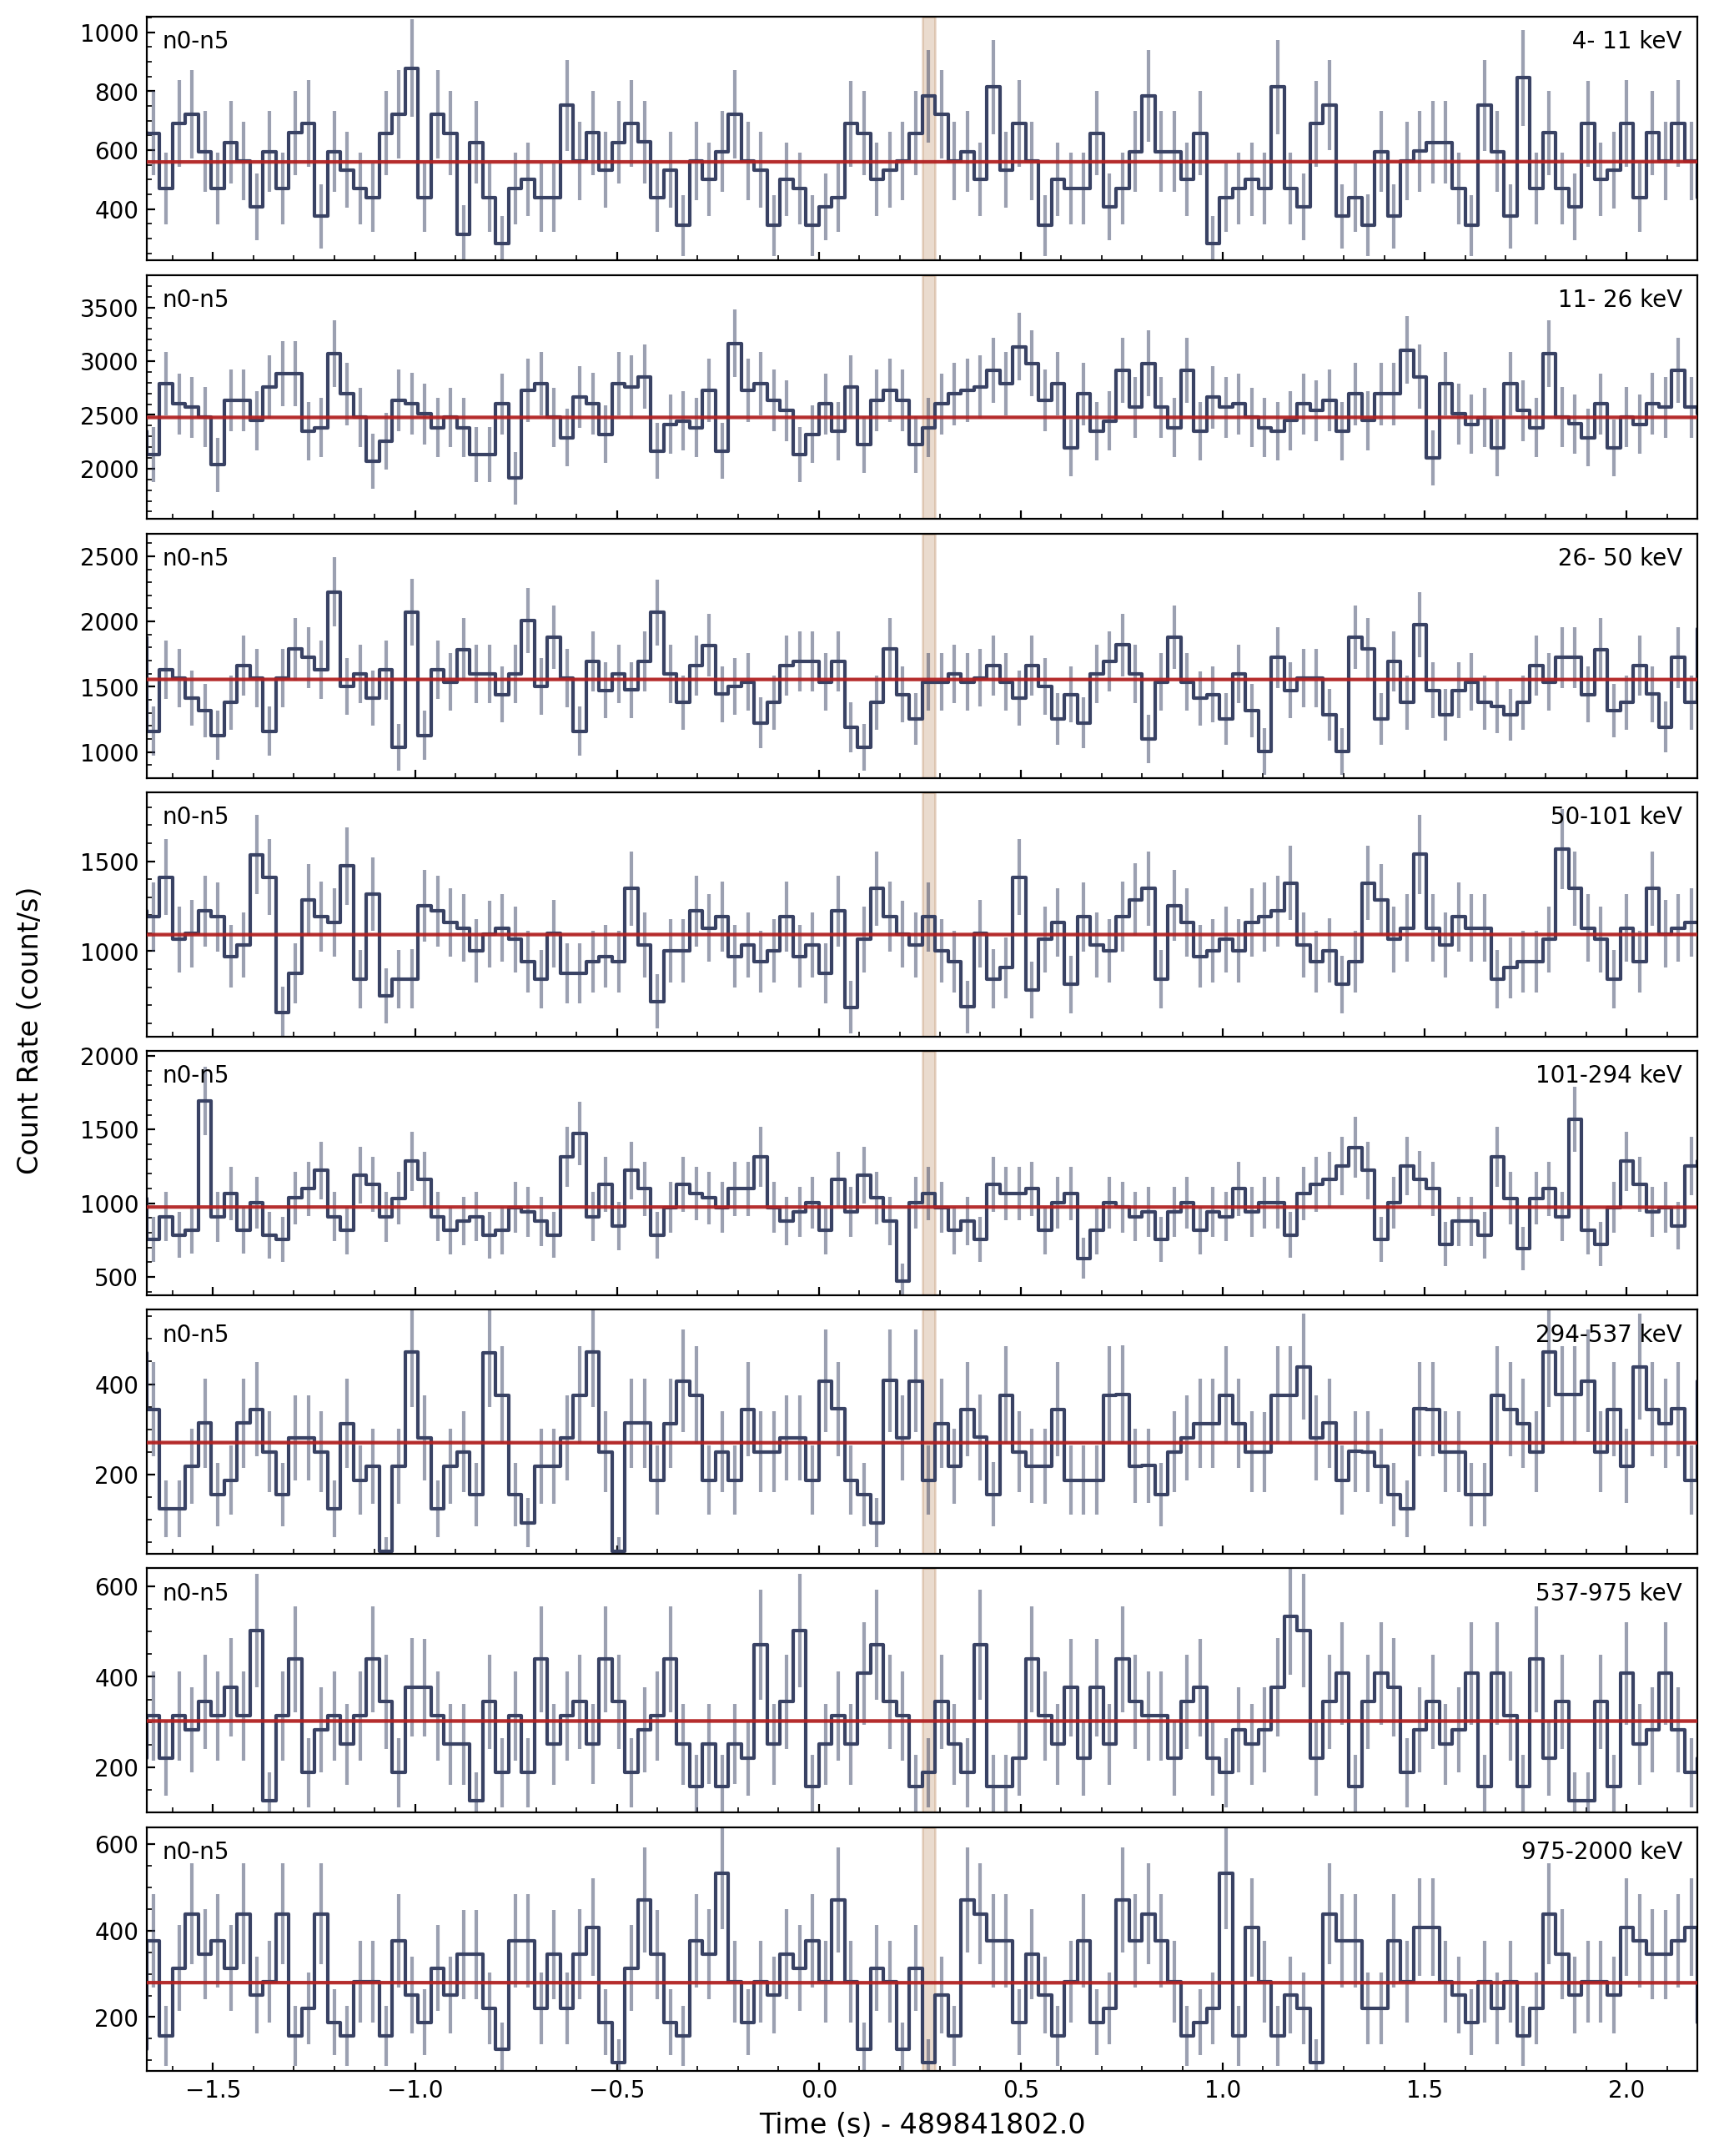 n0-n5 4- 11 keV
1000
800
600
400
n0-n5 11- 26 keV
3500
3000
2500
2000
n0-n5 26- 50 keV
2500
2000
1500
1000
n0-n5 50-101 keV
1500
1000
n0-n5 101-294 keV
2000
1500
1000
500
n0-n5 294-537 keV
400
200
n0-n5 537-975 keV
600
400
200
n0-n5 975-2000 keV
600
400
200
−1.5 −1.0 −0.5 0.0 0.5 1.0 1.5 2.0
Time (s) - 489841802.0
Count Rate (count/s)